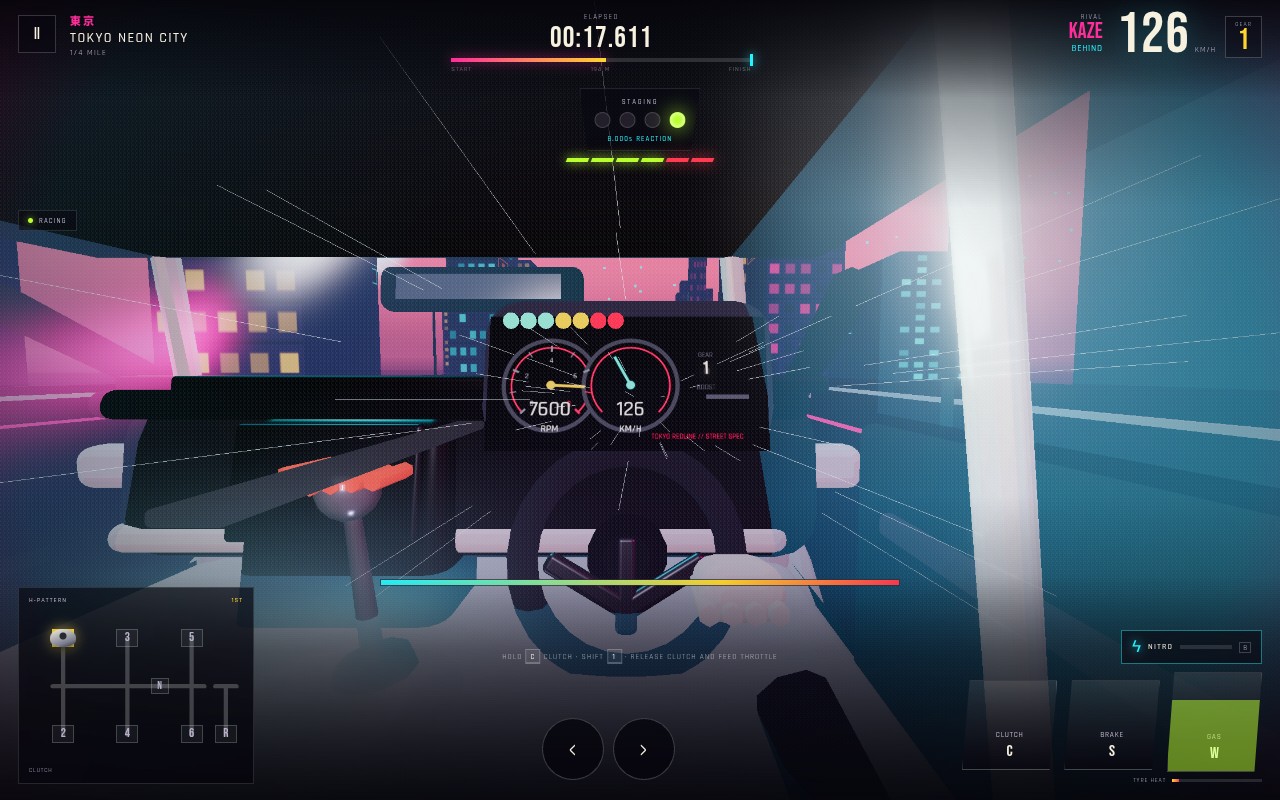 II
東京
TOKYO NEON CITY
1/4 MILE
ELAPSED
00:17.611
START
FINISH
RIVAL
KAZE
BEHIND
126
KM/H
GEAR
1
STAGING
0.000s REACTION
RACING
2
4
7600
RPM
126
KM/H
GEAR
1
BOOST
TOKYO REDLINE // STREET SPEC
H-PATTERN
1ST
3
5
N
2
4
6
R
CLUTCH
HOLD C CLUTCH · SHIFT 1 · RELEASE CLUTCH AND FEED THROTTLE
‹
›
NITRO
B
CLUTCH
C
BRAKE
S
GAS
W
TYRE HEAT